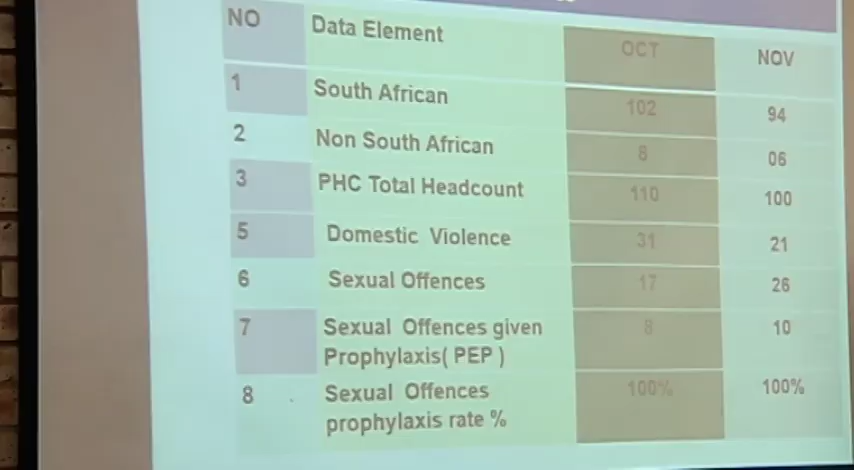 NO Data Element OCT NOV
1 South African 102 94
2 Non South African 8 06
3 PHC Total Headcount 110 100
5 Domestic Violence 31 21
6 Sexual Offences 17 26
7 Sexual Offences given 8 10
Prophylaxis( PEP )
8 Sexual Offences 100% 100%
prophylaxis rate %